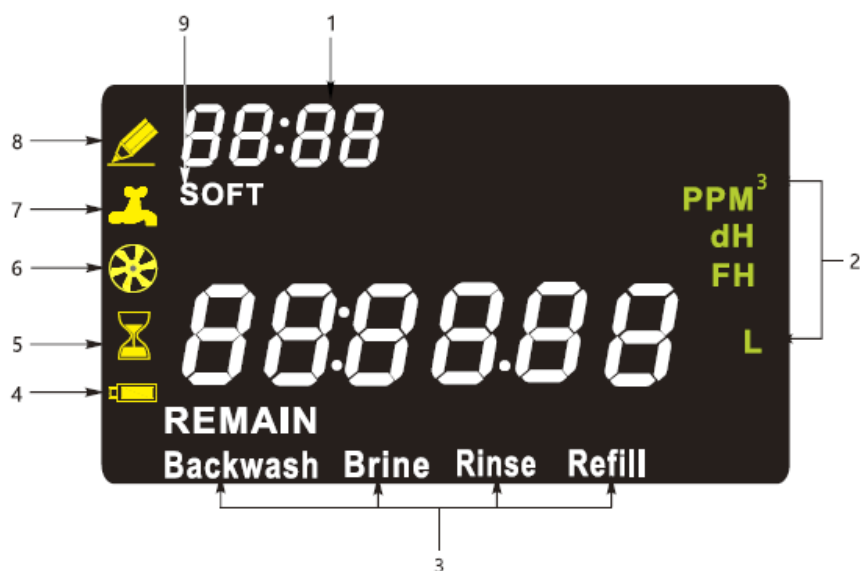 9 1
8 88:88
7 SOFT PPM³
dH
6 FH 2
5 88:88.88 L
4
REMAIN
Backwash Brine Rinse Refill
3